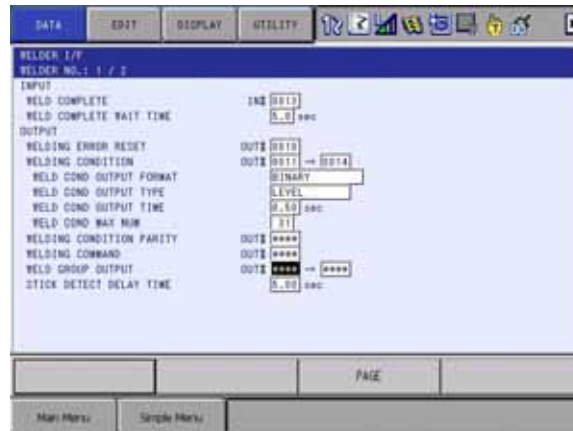 DATA EDIT DISPLAY UTILITY
WELDER I/F
WELDER NO.: 1 / 2
INPUT
WELD COMPLETE IN# 0013
WELD COMPLETE WAIT TIME 5.0 sec
OUTPUT
WELDING ERROR RESET OUT# 0010
WELDING CONDITION OUT# 0011 → 0014
WELD COND OUTPUT FORMAT BINARY
WELD COND OUTPUT TYPE LEVEL
WELD COND OUTPUT TIME 0.50 sec
WELD COND MAX NUM 31
WELDING CONDITION PARITY OUT# ****
WELDING COMMAND OUT# ****
WELD GROUP OUTPUT OUT# **** → ****
STICK DETECT DELAY TIME 5.00 sec
PAGE
Main Menu Simple Menu